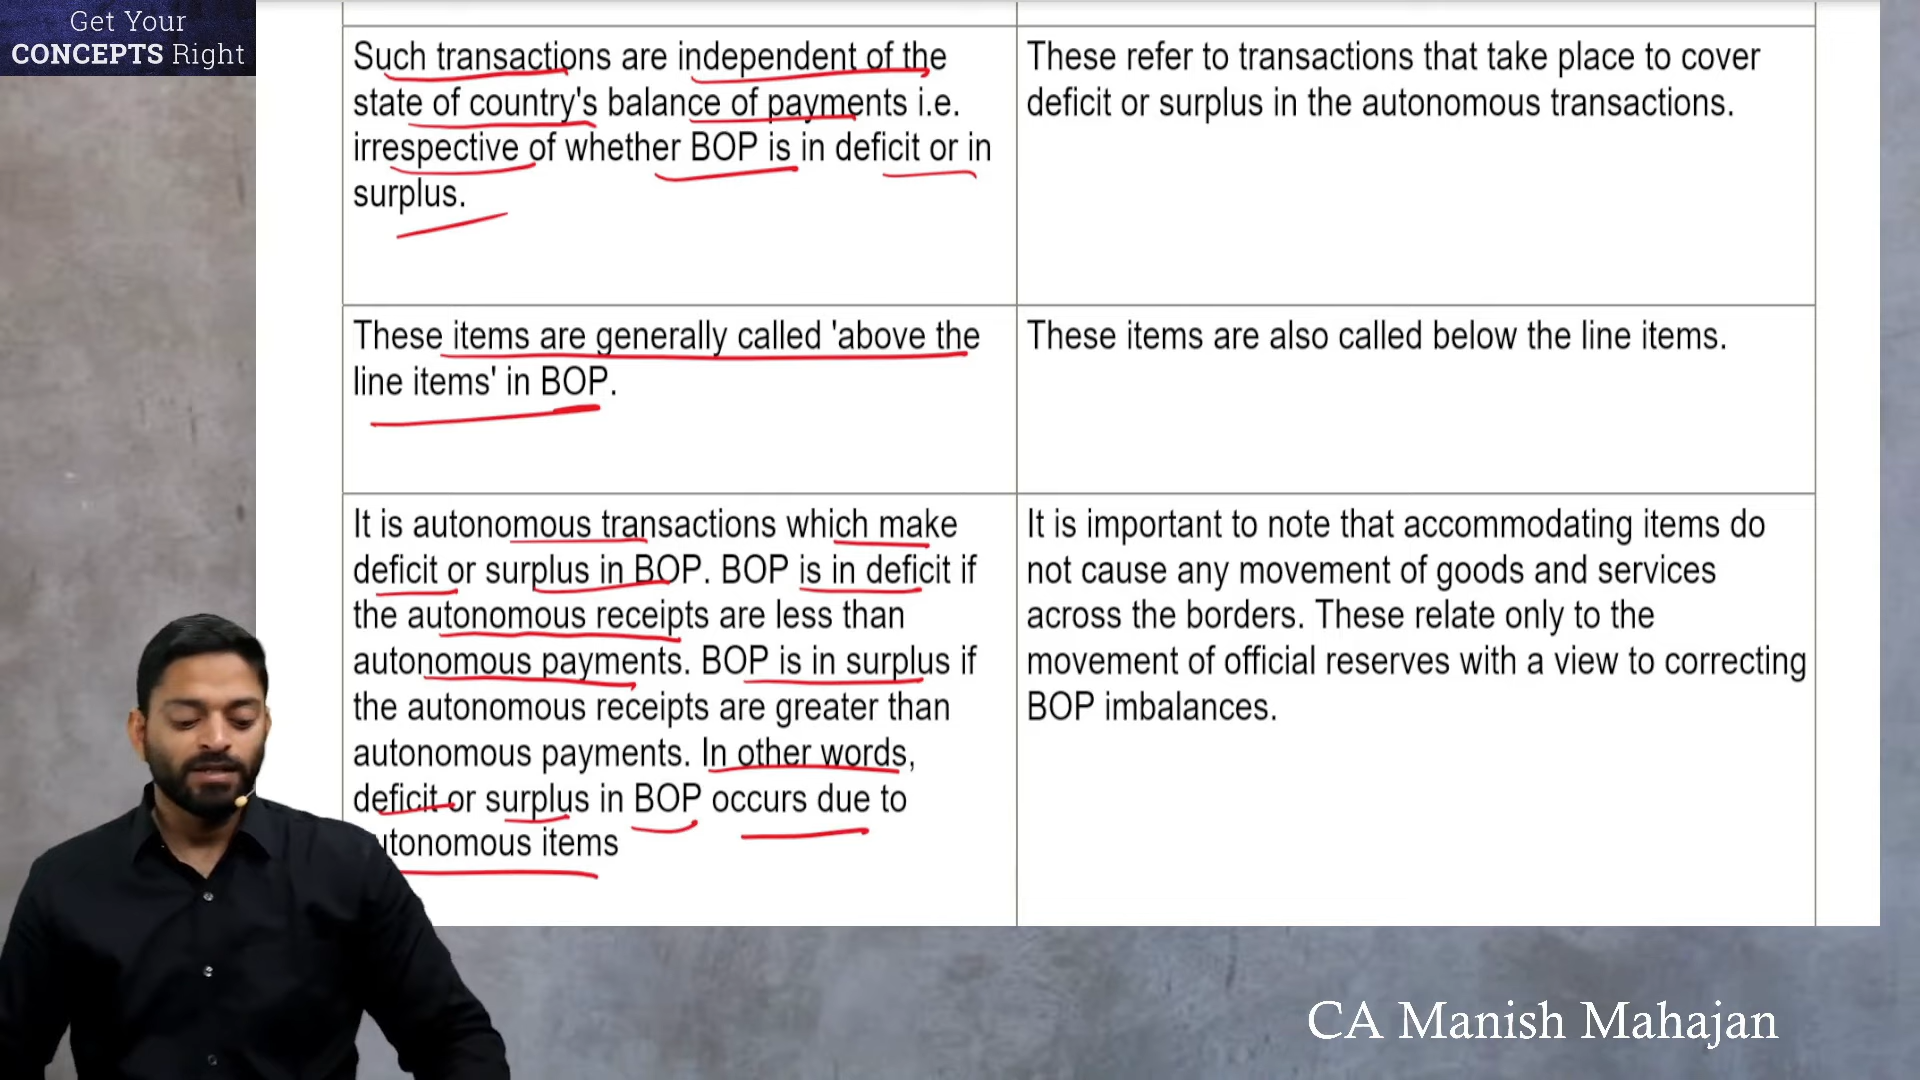 Get Your
CONCEPTS Right
Such transactions are independent of the
state of country's balance of payments i.e.
irrespective of whether BOP is in deficit or in
surplus.
These refer to transactions that take place to cover
deficit or surplus in the autonomous transactions.
These items are generally called 'above the
line items' in BOP.
These items are also called below the line items.
It is autonomous transactions which make
deficit or surplus in BOP. BOP is in deficit if
the autonomous receipts are less than
autonomous payments. BOP is in surplus if
the autonomous receipts are greater than
autonomous payments. In other words,
deficit or surplus in BOP occurs due to
utonomous items
It is important to note that accommodating items do
not cause any movement of goods and services
across the borders. These relate only to the
movement of official reserves with a view to correcting
BOP imbalances.
CA Manish Mahajan